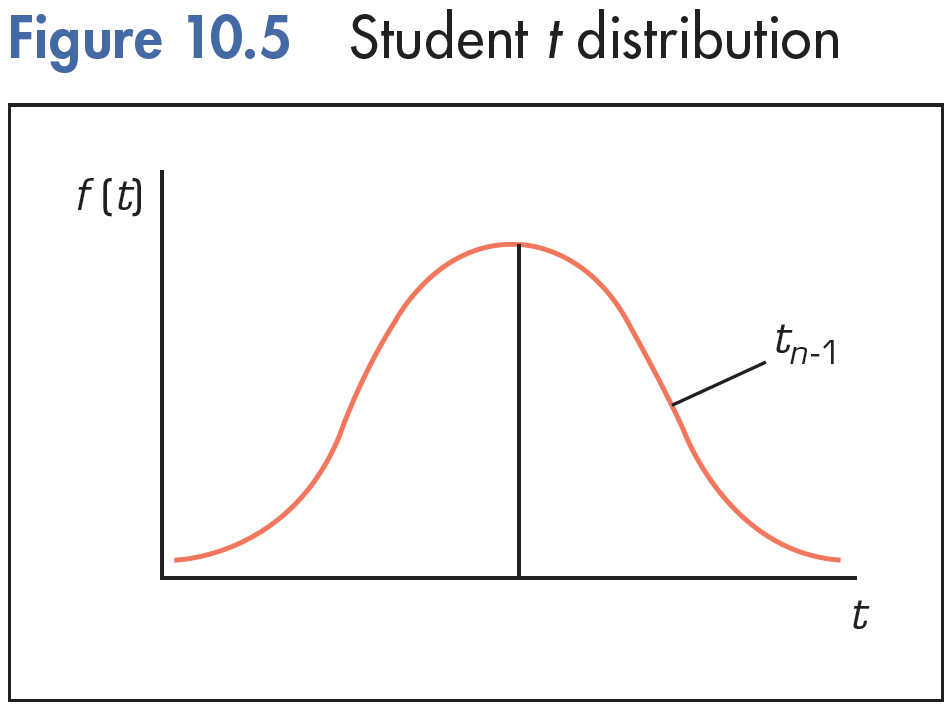 Figure 10.5 Student t distribution
f (t)
tn-1
t